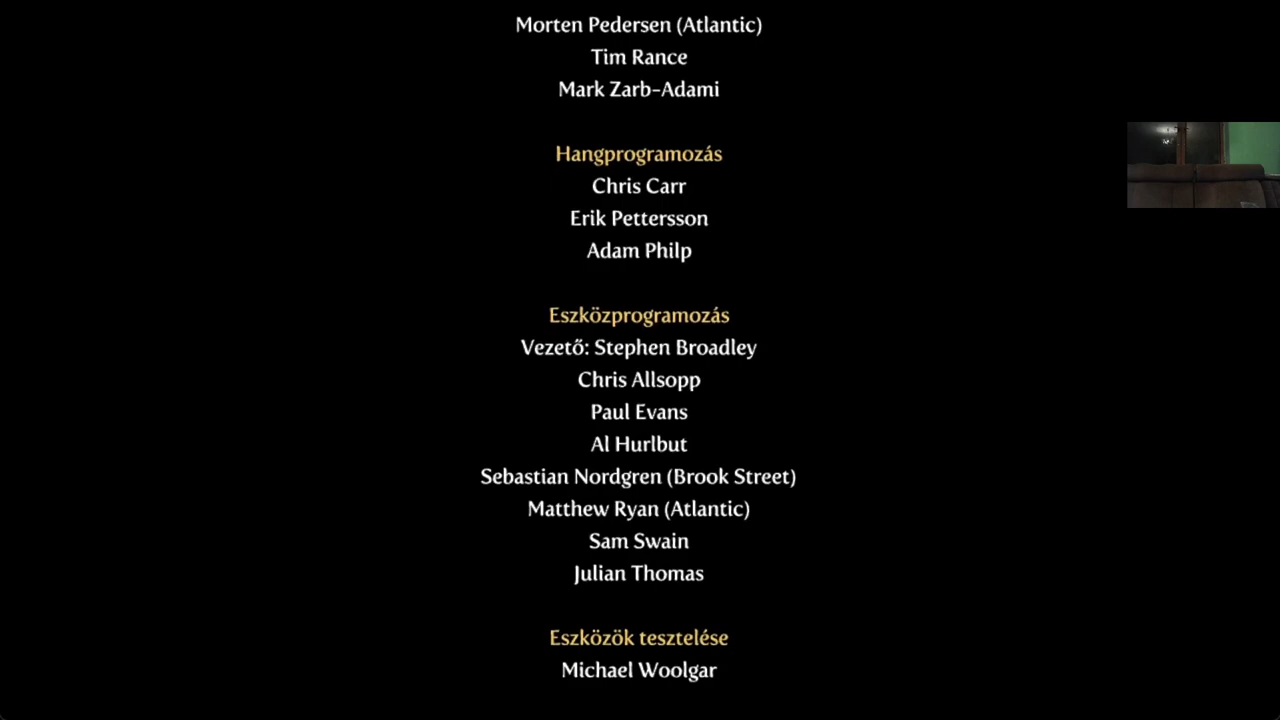 Morten Pedersen (Atlantic)
Tim Rance
Mark Zarb-Adami
Hangprogramozás
Chris Carr
Erik Pettersson
Adam Philp
Eszközprogramozás
Vezető: Stephen Broadley
Chris Allsopp
Paul Evans
Al Hurlbut
Sebastian Nordgren (Brook Street)
Matthew Ryan (Atlantic)
Sam Swain
Julian Thomas
Eszközök tesztelése
Michael Woolgar